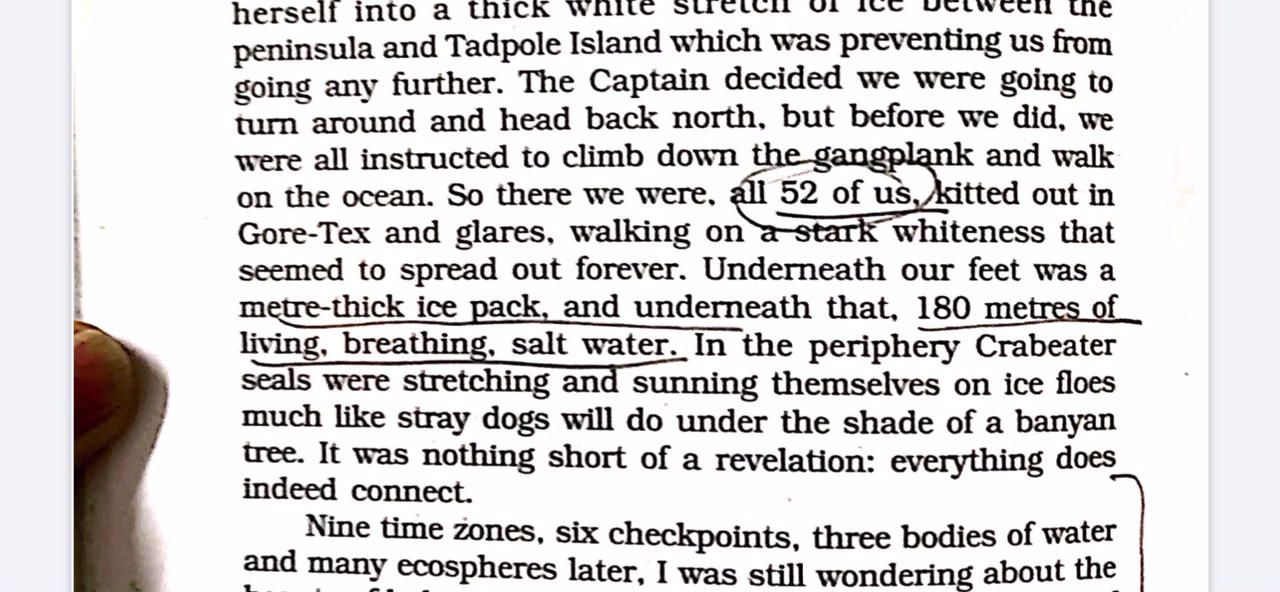 herself into a thick white stretch of ice between the
peninsula and Tadpole Island which was preventing us from
going any further. The Captain decided we were going to
turn around and head back north, but before we did, we
were all instructed to climb down the gangplank and walk
on the ocean. So there we were, all 52 of us, kitted out in
Gore-Tex and glares, walking on a stark whiteness that
seemed to spread out forever. Underneath our feet was a
metre-thick ice pack, and underneath that, 180 metres of
living, breathing, salt water. In the periphery Crabeater
seals were stretching and sunning themselves on ice floes
much like stray dogs will do under the shade of a banyan
tree. It was nothing short of a revelation: everything does
indeed connect.
Nine time zones, six checkpoints, three bodies of water
and many ecospheres later, I was still wondering about the